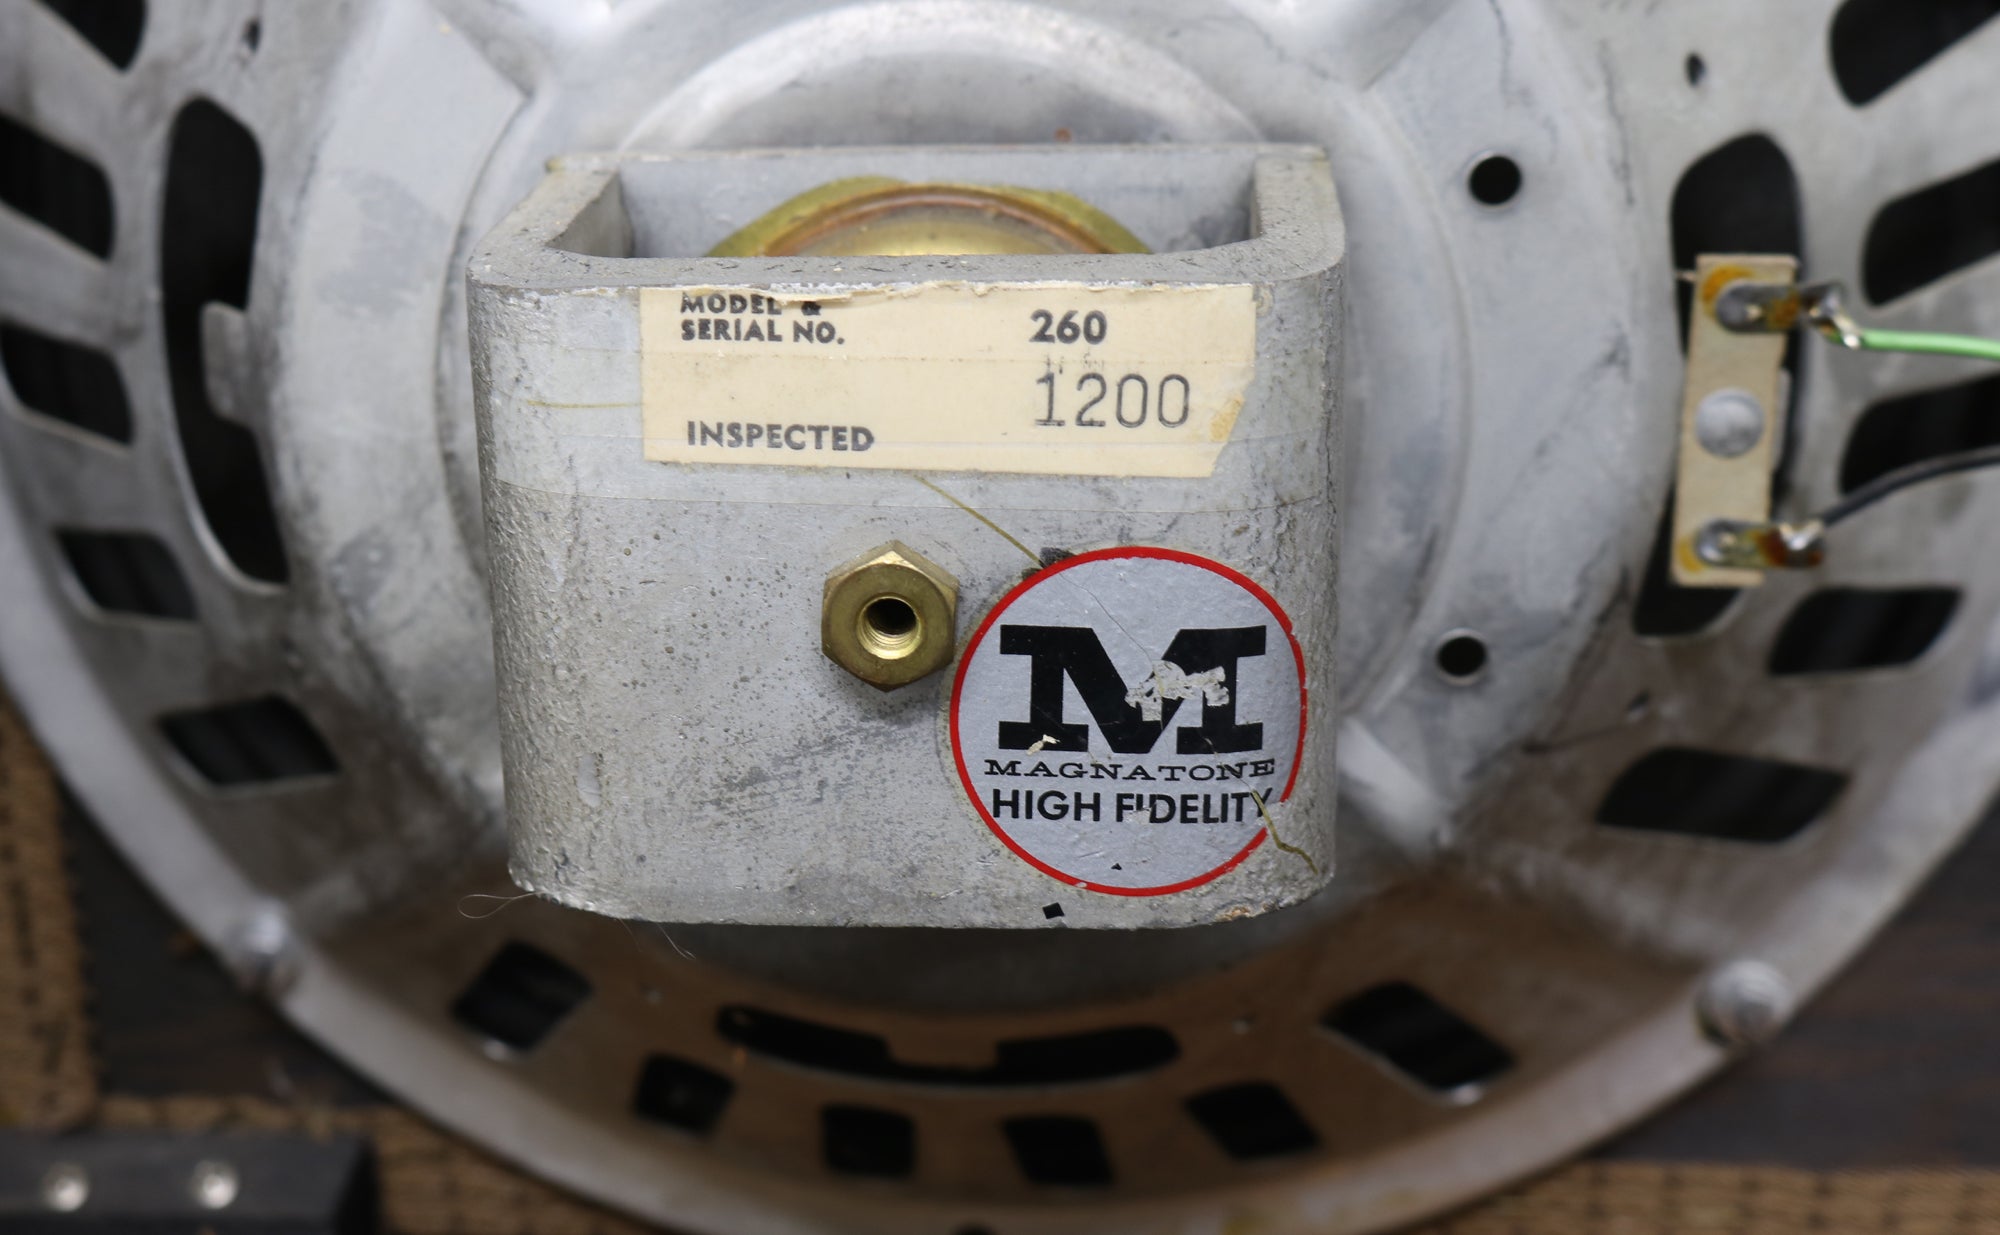 MODEL &
SERIAL NO. 260
1200
INSPECTED
M
MAGNATONE
HIGH FIDELITY